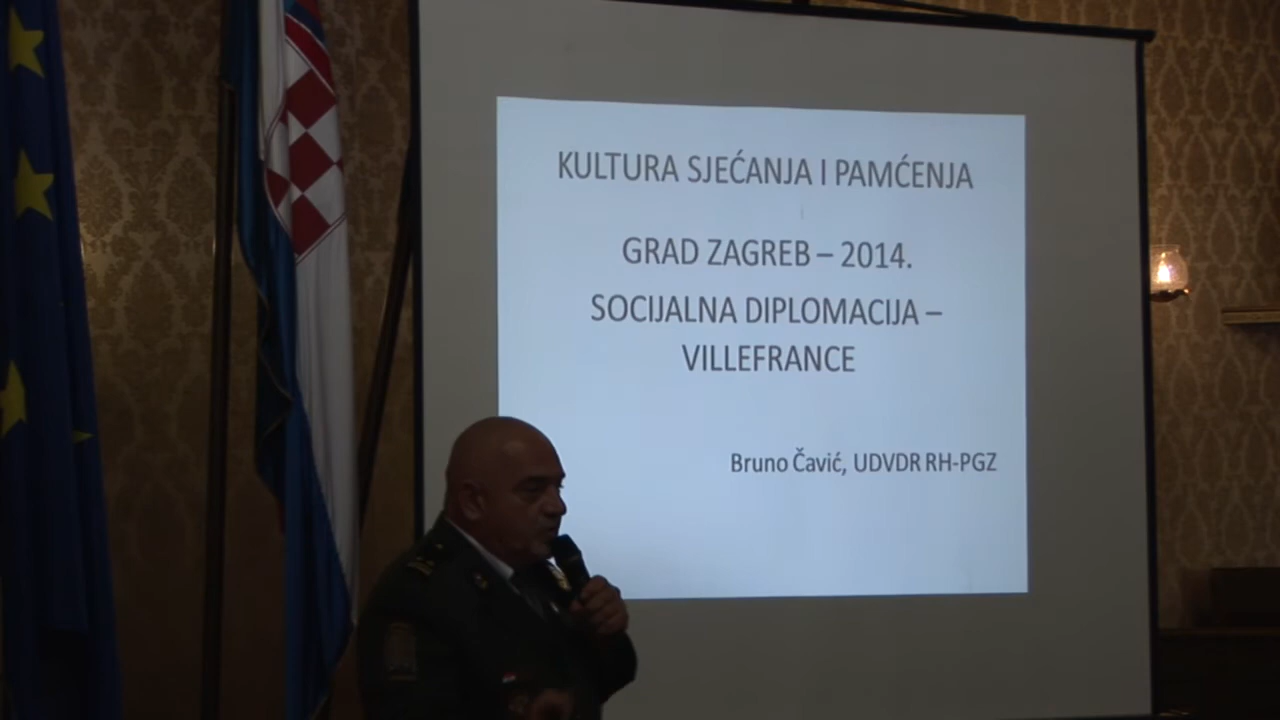 KULTURA SJEĆANJA I PAMĆENJA
GRAD ZAGREB – 2014.
SOCIJALNA DIPLOMACIJA –
VILLEFRANCE
Bruno Čavić, UDVDR RH-PGZ